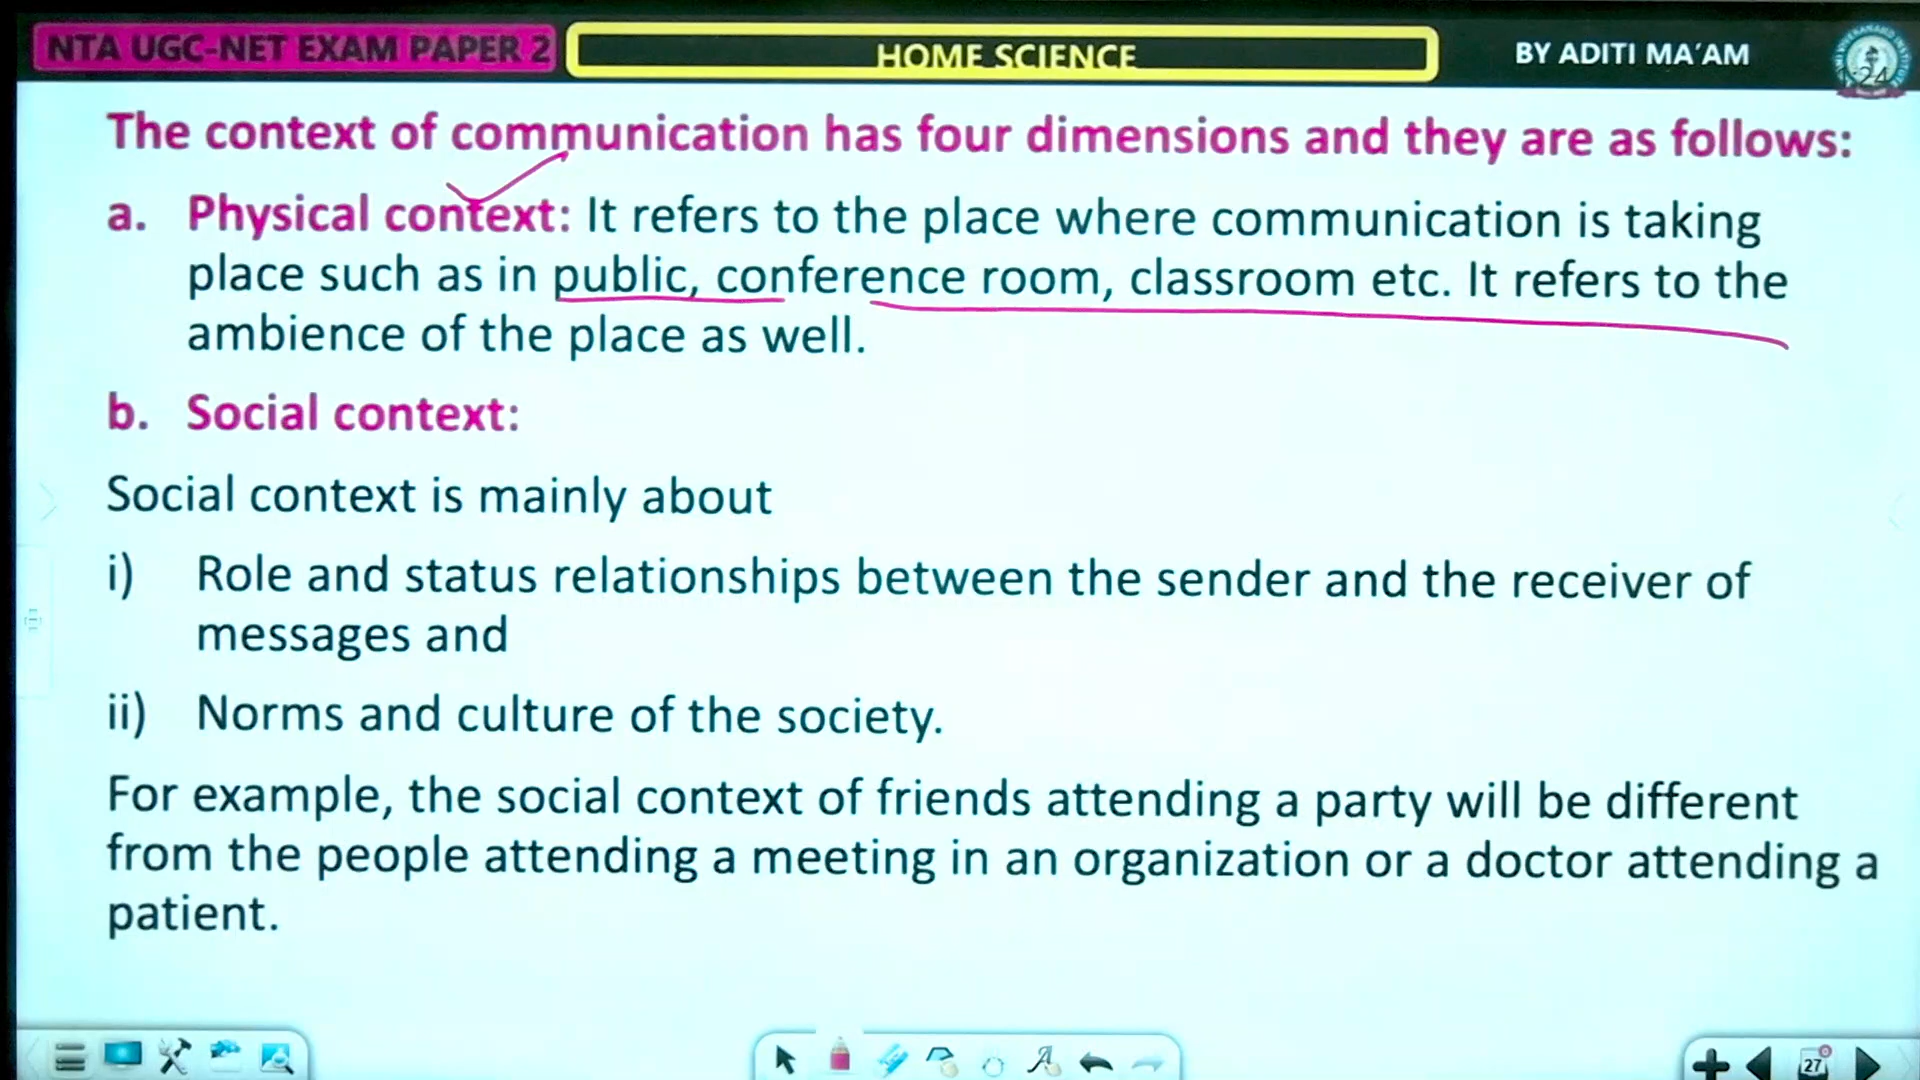 NTA UGC-NET EXAM PAPER 2
HOME SCIENCE
BY ADITI MA'AM
The context of communication has four dimensions and they are as follows:
a. Physical context: It refers to the place where communication is taking
place such as in public, conference room, classroom etc. It refers to the
ambience of the place as well.
b. Social context:
Social context is mainly about
i) Role and status relationships between the sender and the receiver of
messages and
ii) Norms and culture of the society.
For example, the social context of friends attending a party will be different
from the people attending a meeting in an organization or a doctor attending a
patient.
27